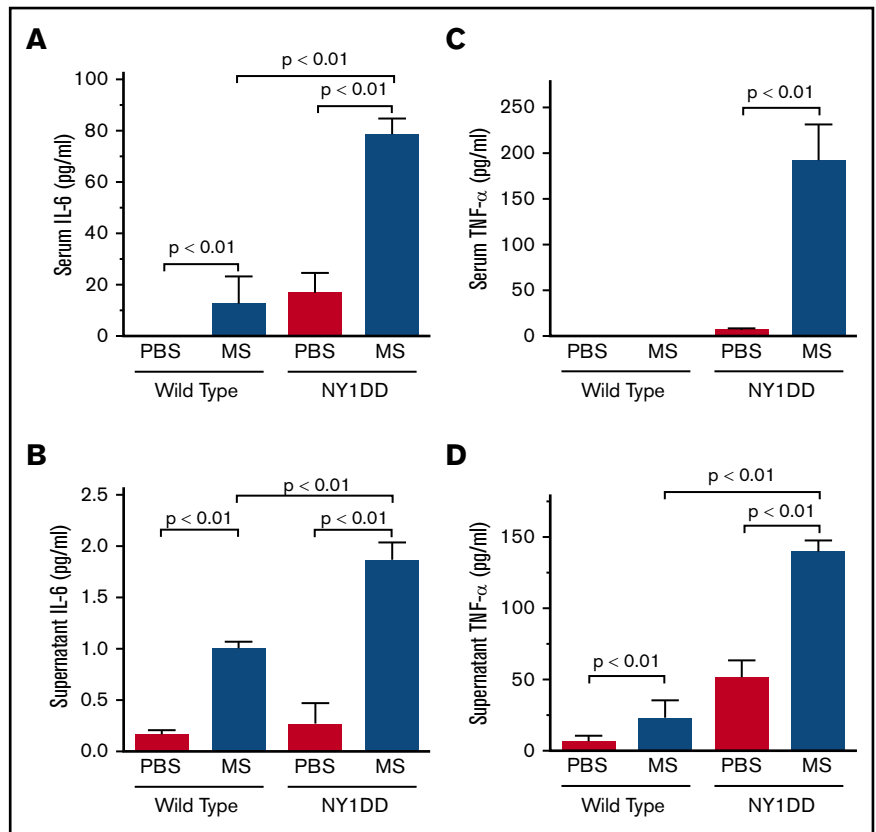 A
Serum IL-6 (pg/ml)
100
80
60
40
20
0
p < 0.01
p < 0.01
p < 0.01
PBS MS PBS MS
Wild Type NY1DD
C
Serum TNF-α (pg/ml)
250
200
150
100
50
0
p < 0.01
PBS MS PBS MS
Wild Type NY1DD
B
Supernatant IL-6 (pg/ml)
2.5
2.0
1.5
1.0
0.5
0.0
p < 0.01
p < 0.01
p < 0.01
PBS MS PBS MS
Wild Type NY1DD
D
Supernatant TNF-α (pg/ml)
150
100
50
0
p < 0.01
p < 0.01
p < 0.01
PBS MS PBS MS
Wild Type NY1DD